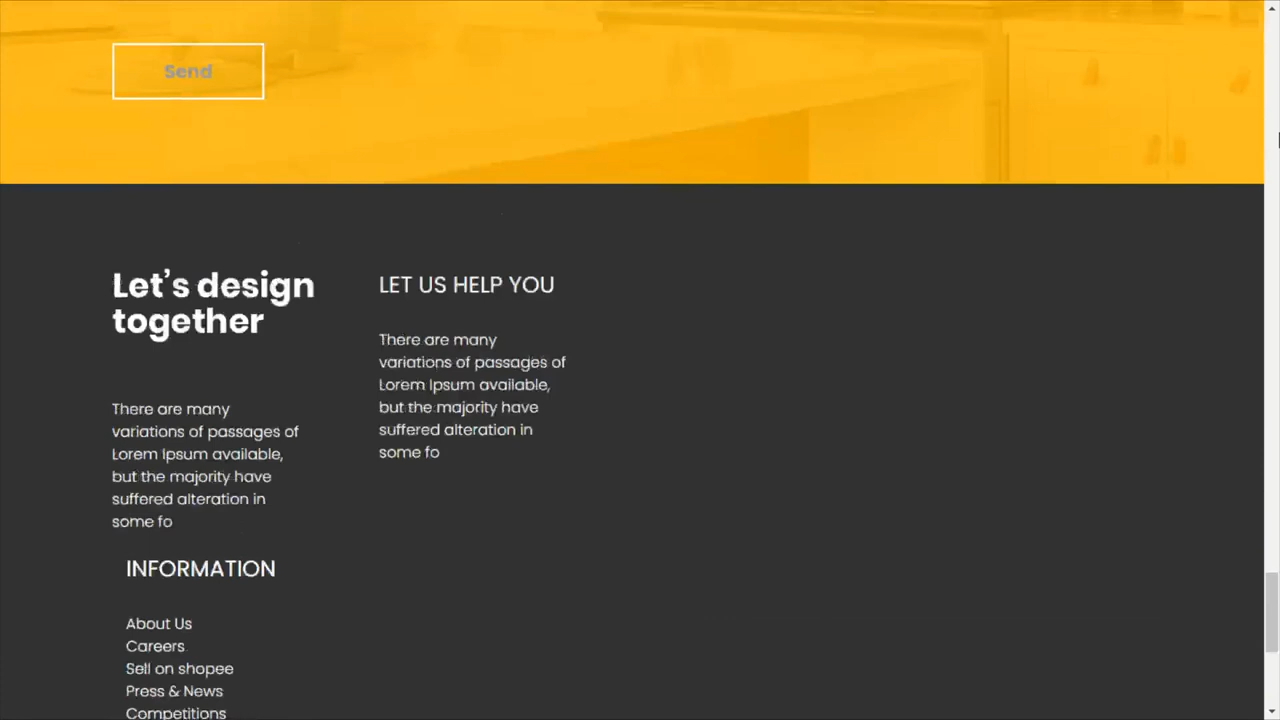 Send
Let's design
together
There are many
variations of passages of
Lorem Ipsum available,
but the majority have
suffered alteration in
some fo
LET US HELP YOU
There are many
variations of passages of
Lorem Ipsum available,
but the majority have
suffered alteration in
some fo
INFORMATION
About Us
Careers
Sell on shopee
Press & News
Competitions